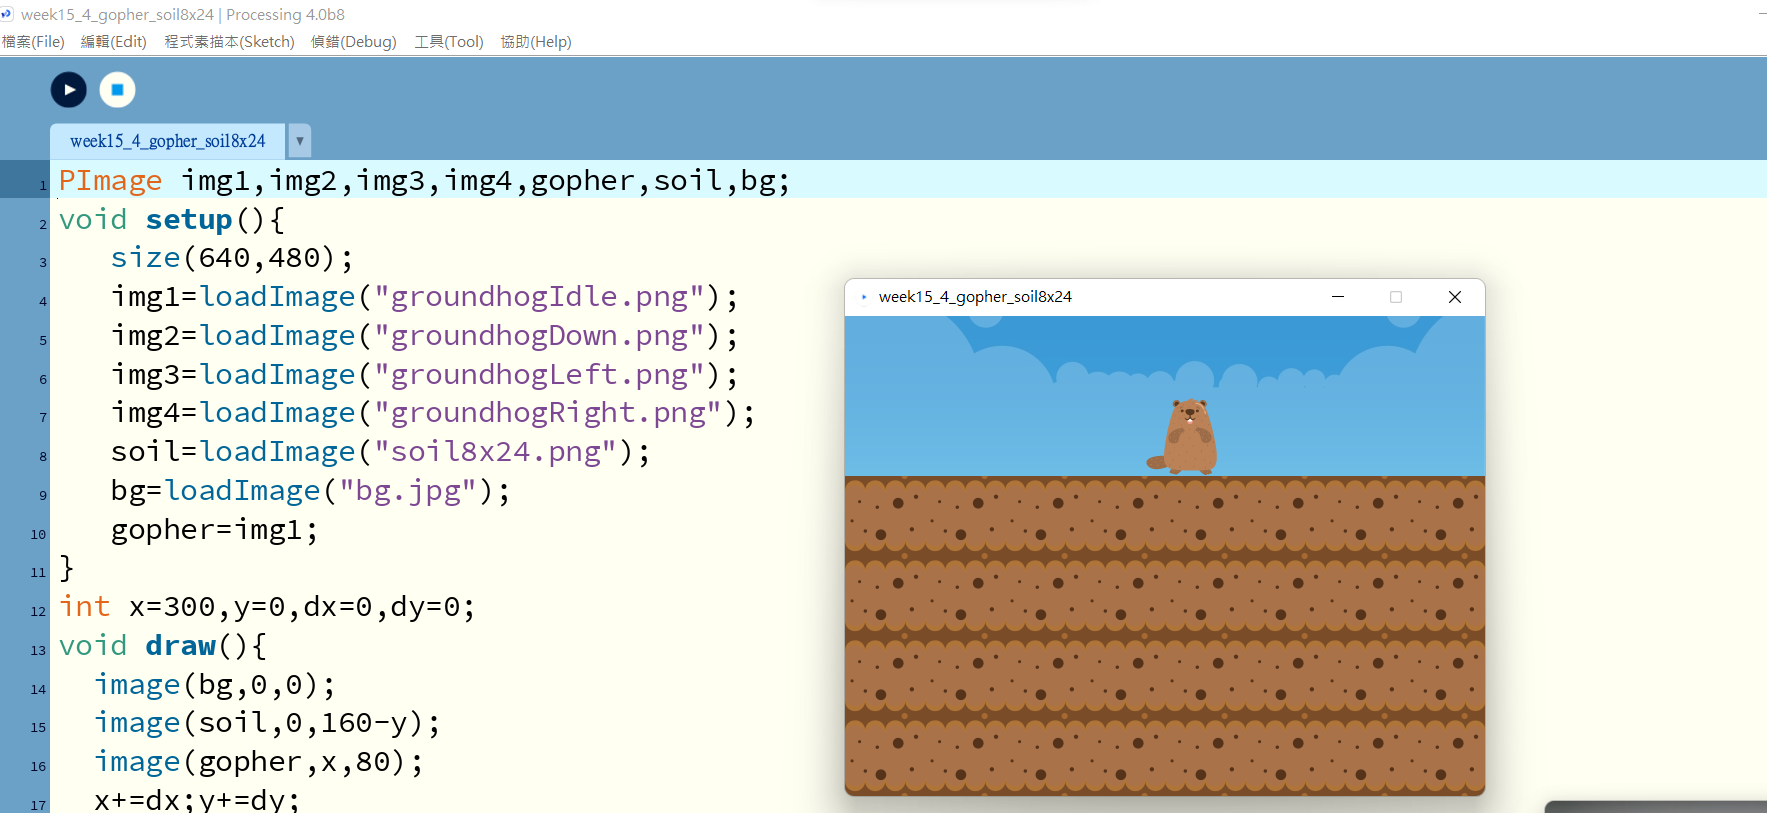 week15_4_gopher_soil8x24 | Processing 4.0b8
檔案(File) 編輯(Edit) 程式素描本(Sketch) 偵錯(Debug) 工具(Tool) 協助(Help)
week15_4_gopher_soil8x24 ▼
1 PImage img1,img2,img3,img4,gopher,soil,bg;
2 void setup(){
3 size(640,480);
4 img1=loadImage("groundhogIdle.png");
5 img2=loadImage("groundhogDown.png");
6 img3=loadImage("groundhogLeft.png");
7 img4=loadImage("groundhogRight.png");
8 soil=loadImage("soil8x24.png");
9 bg=loadImage("bg.jpg");
10 gopher=img1;
11 }
12 int x=300,y=0,dx=0,dy=0;
13 void draw(){
14 image(bg,0,0);
15 image(soil,0,160-y);
16 image(gopher,x,80);
17 x+=dx;y+=dy;
week15_4_gopher_soil8x24